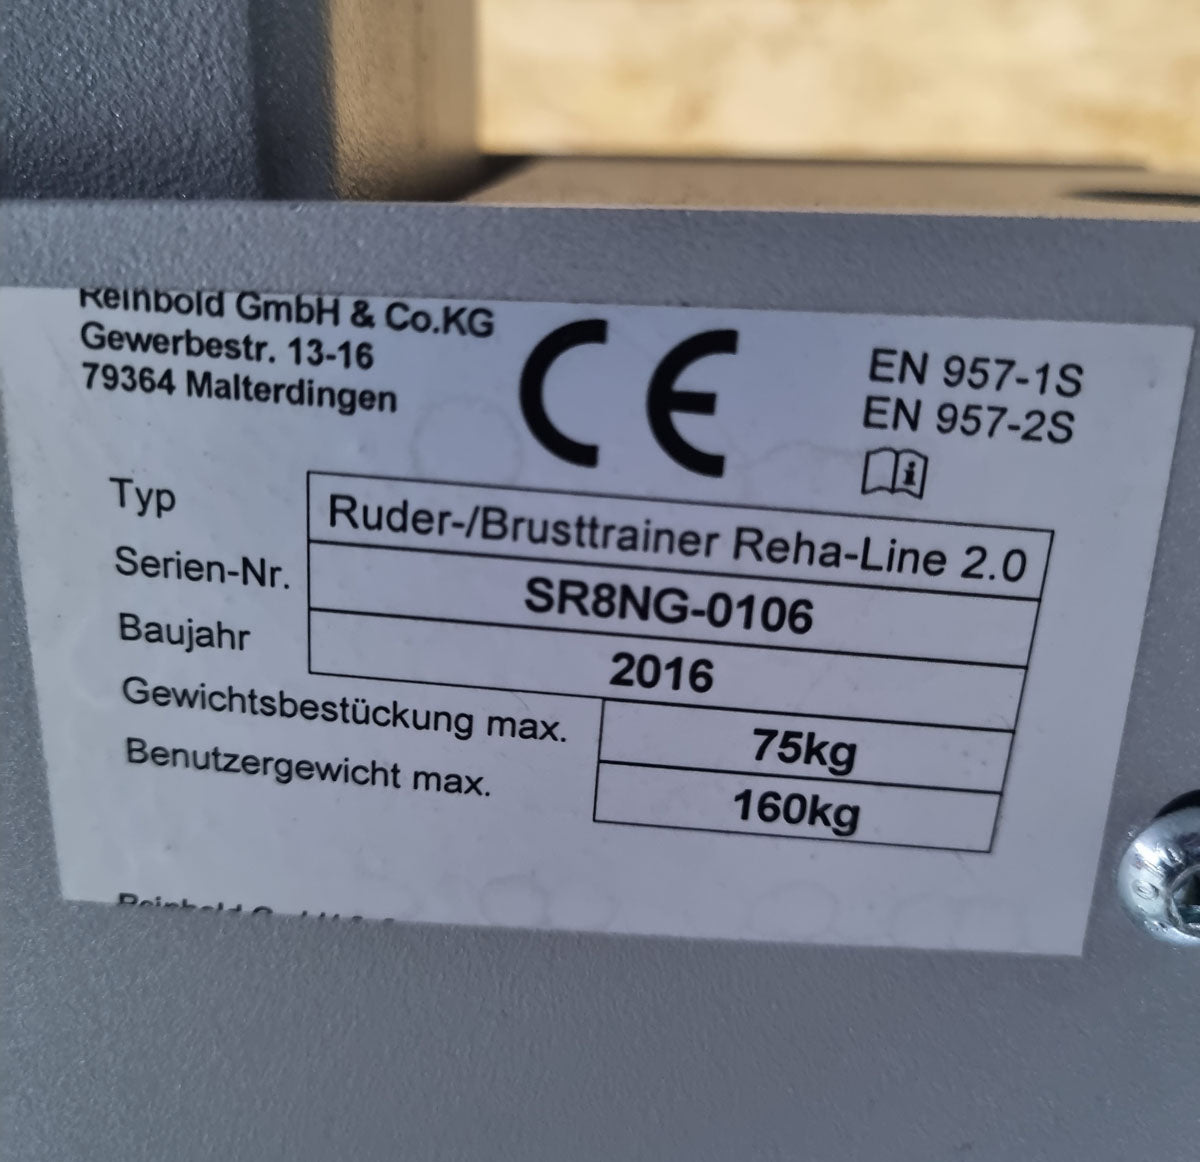 Reinbold GmbH & Co.KG
Gewerbestr. 13-16
79364 Malterdingen
CE
EN 957-1S
EN 957-2S
Typ
Ruder-/Brusttrainer Reha-Line 2.0
Serien-Nr.
SR8NG-0106
Baujahr
2016
Gewichtsbestückung max.
75kg
Benutzergewicht max.
160kg
Reinbold